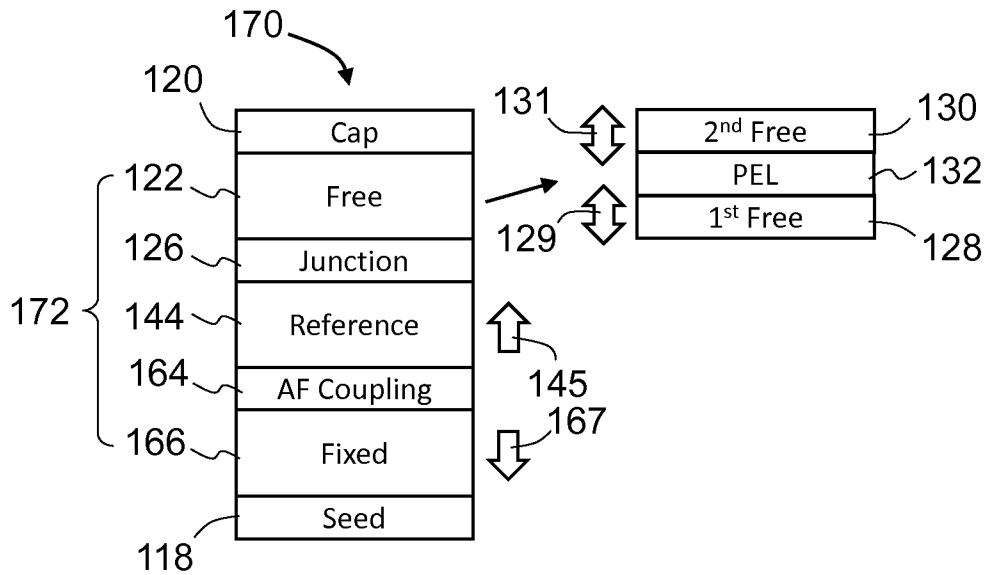 170
120
Cap
131
2nd Free
130
122
Free
PEL
132
129
1st Free
128
126
Junction
172
144
Reference
145
164
AF Coupling
167
166
Fixed
118
Seed